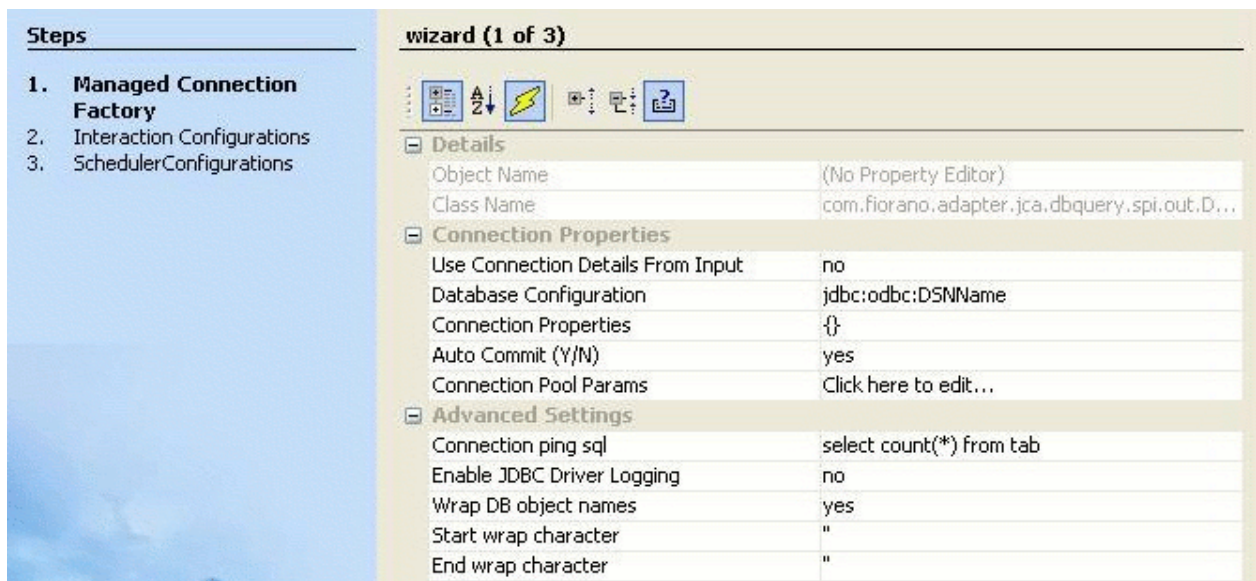 Steps
1. Managed Connection
Factory
2. Interaction Configurations
3. SchedulerConfigurations
wizard (1 of 3)
Details
Object Name (No Property Editor)
Class Name com.fiorano.adapter.jca.dbquery.spi.out.D...
Connection Properties
Use Connection Details From Input no
Database Configuration jdbc:odbc:DSNName
Connection Properties {}
Auto Commit (Y/N) yes
Connection Pool Params Click here to edit...
Advanced Settings
Connection ping sql select count(*) from tab
Enable JDBC Driver Logging no
Wrap DB object names yes
Start wrap character "
End wrap character "